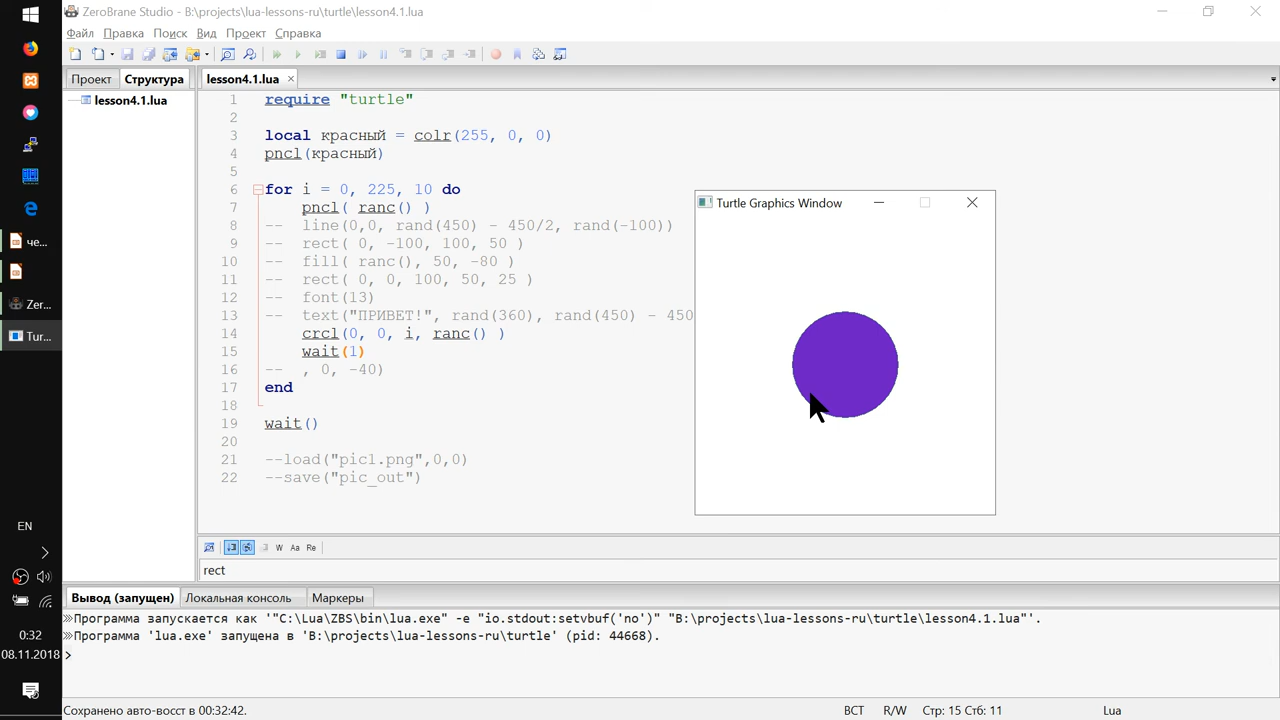 ZeroBrane Studio - B:\projects\lua-lessons-ru\turtle\lesson4.1.lua
Файл Правка Поиск Вид Проект Справка
Проект Структура lesson4.1.lua
lesson4.1.lua
1 require "turtle"
2
3 local красный = colr(255, 0, 0)
4 pncl(красный)
5
6 for i = 0, 225, 10 do
7 pncl( ranc() )
8 -- line(0,0, rand(450) - 450/2, rand(-100))
9 -- rect( 0, -100, 100, 50 )
10 -- fill( ranc(), 50, -80 )
11 -- rect( 0, 0, 100, 50, 25 )
12 -- font(13)
13 -- text("ПРИВЕТ!", rand(360), rand(450) - 450
14 crcl(0, 0, i, ranc() )
15 wait(1)
16 -- , 0, -40)
17 end
18
19 wait()
20
21 --load("pic1.png",0,0)
22 --save("pic_out")
Turtle Graphics Window
че...
Zer...
Tur...
EN
0:32
08.11.2018
W Aa Re
rect
Вывод (запущен) Локальная консоль Маркеры
Программа запускается как '"C:\Lua\ZBS\bin\lua.exe" -e "io.stdout:setvbuf('no')" "B:\projects\lua-lessons-ru\turtle\lesson4.1.lua"'.
Программа 'lua.exe' запущена в 'B:\projects\lua-lessons-ru\turtle' (pid: 44668).
Сохранено авто-восст в 00:32:42. ВСТ R/W Стр: 15 Стб: 11 Lua